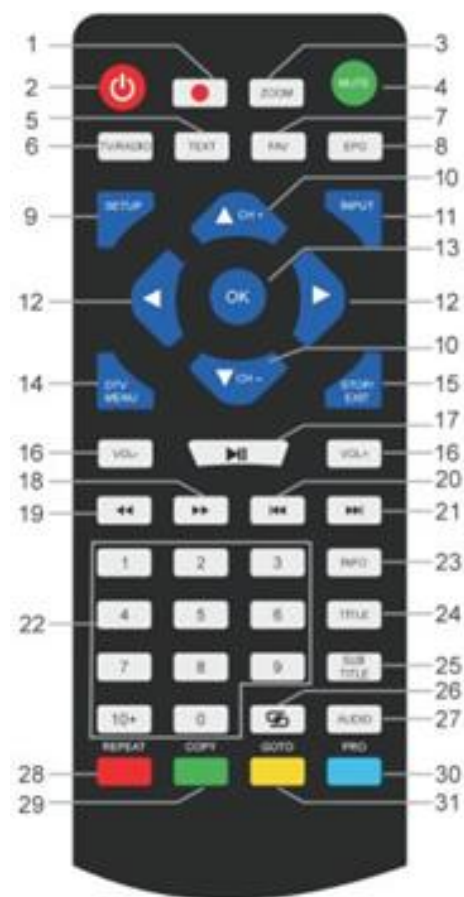 1
3
2
ZOOM
MUTE
4
5
7
6
TV/RADIO
TEXT
FAV
EPG
8
10
9
SETUP
CH +
INPUT
11
13
12
OK
12
10
14
DTV
MENU
CH -
STOP/
EXIT
15
17
16
VOL-
VOL+
16
18
20
19
21
1
2
3
INFO
23
22
4
5
6
TITLE
24
7
8
9
SUB
TITLE
25
26
10+
0
AUDIO
27
REPEAT
COPY
GOTO
PRO
28
30
29
31